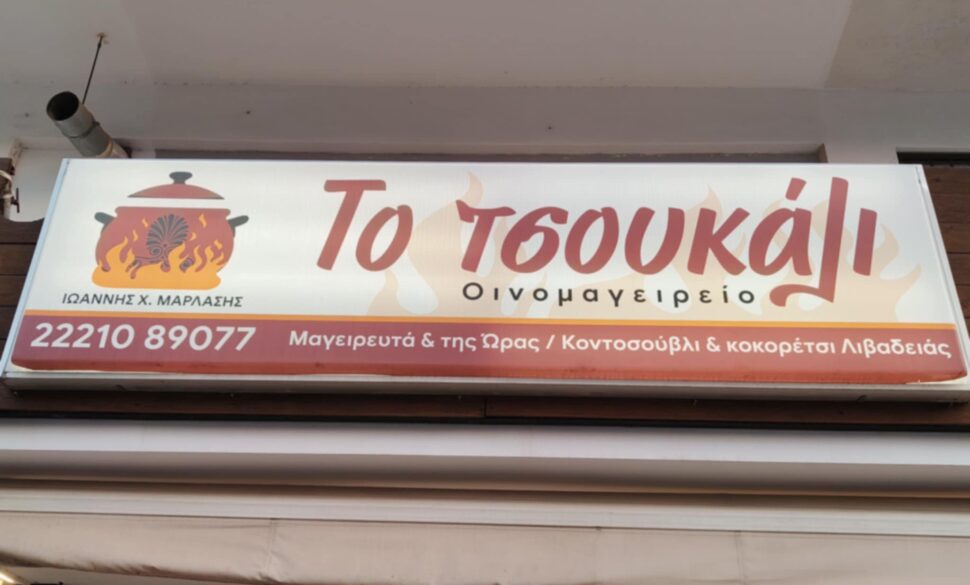 Το τσουκάλι
Οινομαγειρείο
ΙΩΑΝΝΗΣ Χ. ΜΑΡΛΑΣΗΣ
22210 89077
Μαγειρευτά & της Ώρας / Κοντοσούβλι & κοκορέτσι Λιβαδειάς